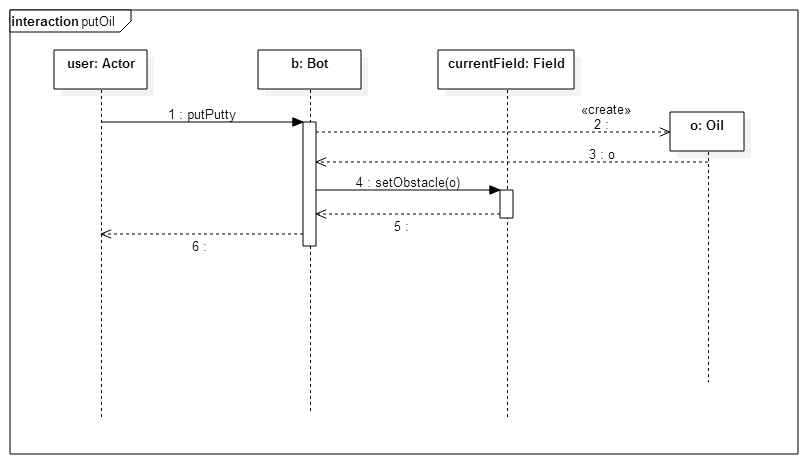 interaction putOil
user: Actor
b: Bot
currentField: Field
«create»
1 : putPutty
2 :
o: Oil
3 : o
4 : setObstacle(o)
5 :
6 :